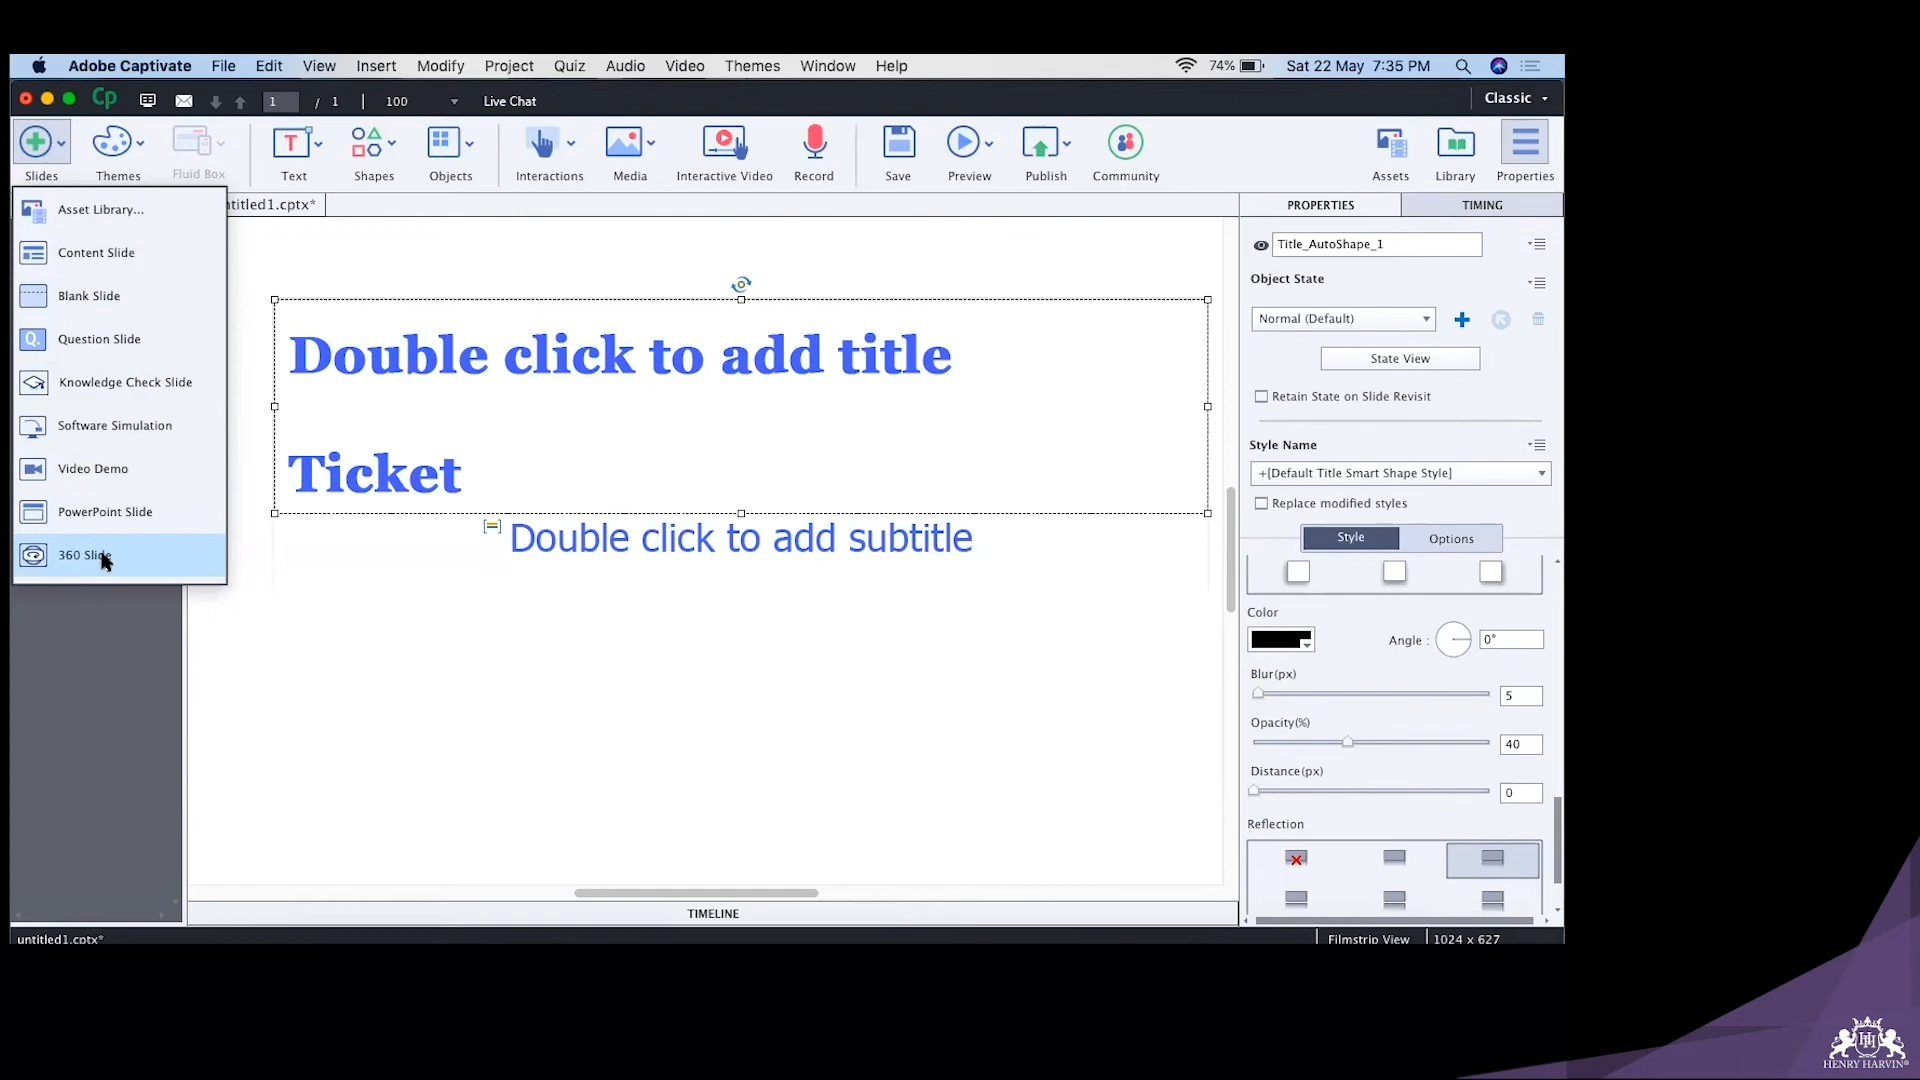 Adobe Captivate File Edit View Insert Modify Project Quiz Audio Video Themes Window Help 74% Sat 22 May 7:35 PM
Cp 1 / 1 100 Live Chat Classic
Slides Themes Fluid Box Text Shapes Objects Interactions Media Interactive Video Record Save Preview Publish Community Assets Library Properties
Asset Library...
Content Slide
Blank Slide
Question Slide
Knowledge Check Slide
Software Simulation
Video Demo
PowerPoint Slide
360 Slide
ntitled1.cptx*
Double click to add title
Ticket
Double click to add subtitle
TIMELINE
PROPERTIES TIMING
Title_AutoShape_1
Object State
Normal (Default)
State View
Retain State on Slide Revisit
Style Name
+[Default Title Smart Shape Style]
Replace modified styles
Style Options
Color
Angle : 0°
Blur(px)
5
Opacity(%)
40
Distance(px)
0
Reflection
untitled1.cptx* Filmstrip View 1024 x 627
HENRY HARVIN®